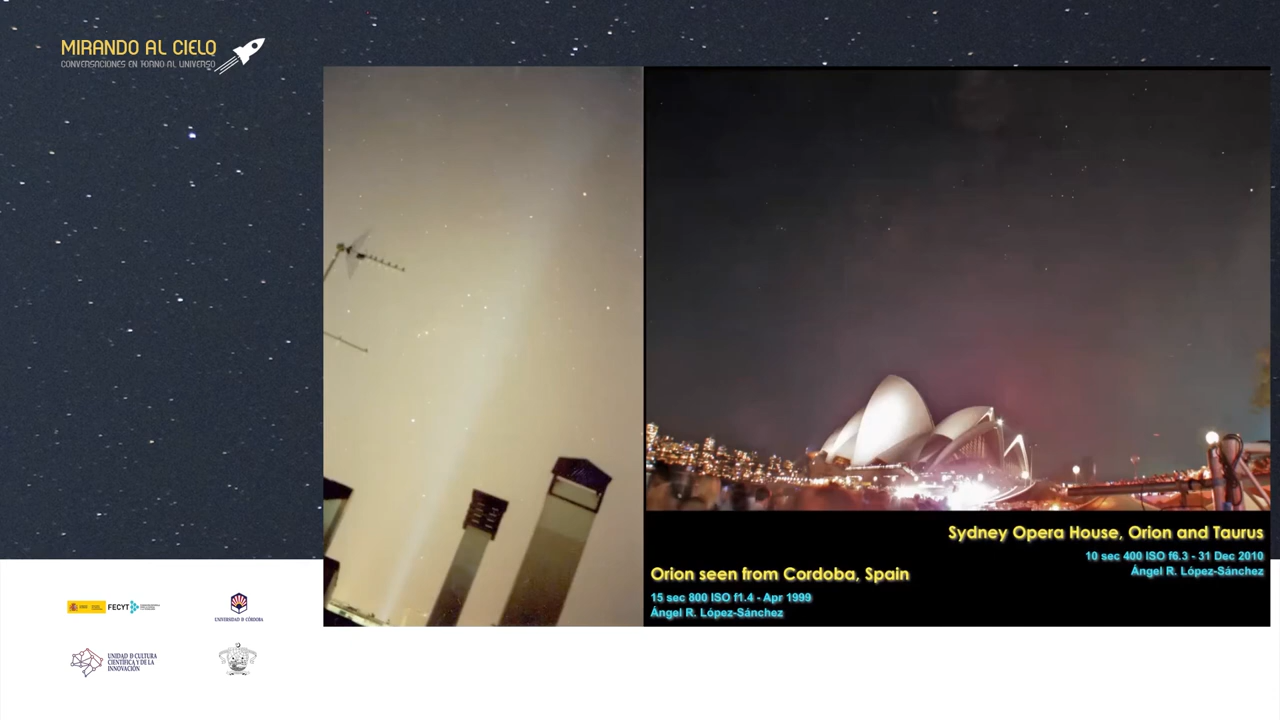 MIRANDO AL CIELO
CONVERSACIONES EN TORNO AL UNIVERSO
Sydney Opera House, Orion and Taurus
10 sec 400 ISO f6.3 - 31 Dec 2010
Ángel R. López-Sánchez
Orion seen from Cordoba, Spain
15 sec 800 ISO f1.4 - Apr 1999
Ángel R. López-Sánchez
FECYT
UNIVERSIDAD Đ CÓRDOBA
UNIDAD Đ CULTURA
CIENTÍFICA Y DE LA
INNOVACIÓN